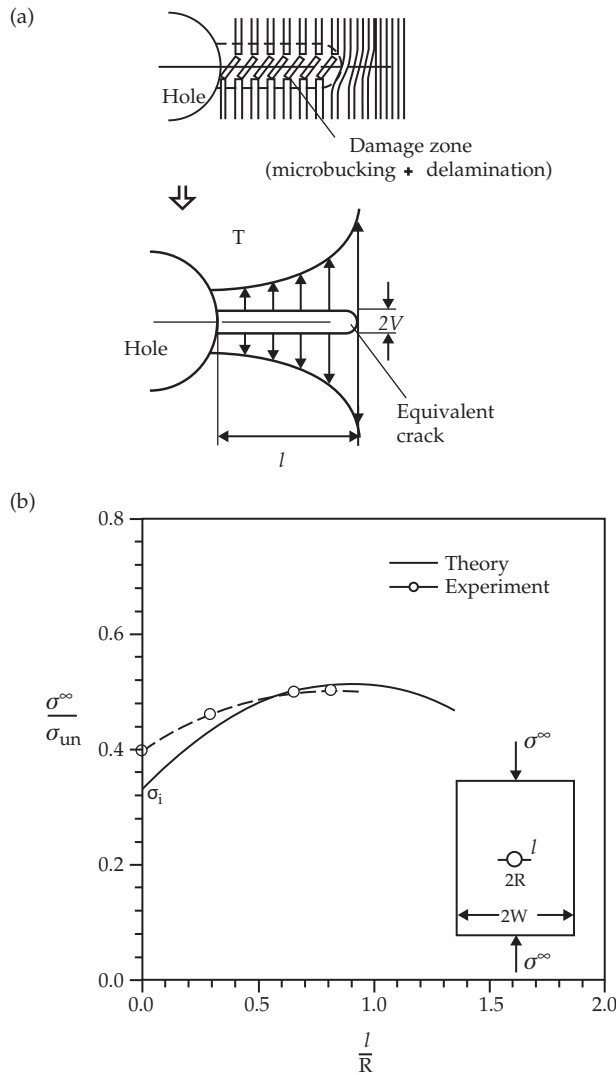 (a)
Hole
Damage zone
(microbucking + delamination)
T
2V
Hole
Equivalent
crack
l
(b)
0.8
Theory
Experiment
0.6
σ∞
σun
0.4
σ∞
σi
l
0.2
2R
2W
σ∞
0.0
0.0 0.5 1.0 1.5 2.0
l
R